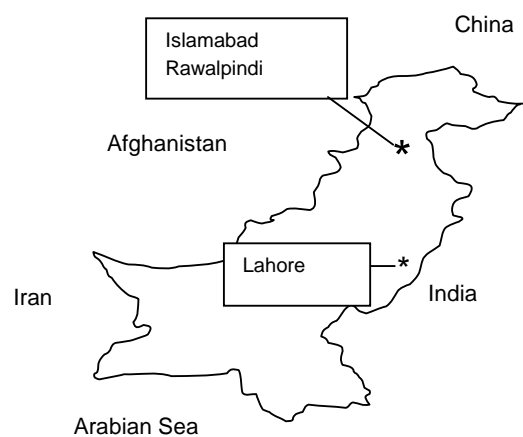 China
Islamabad
Rawalpindi
Afghanistan
*
Lahore
*
Iran
India
Arabian Sea